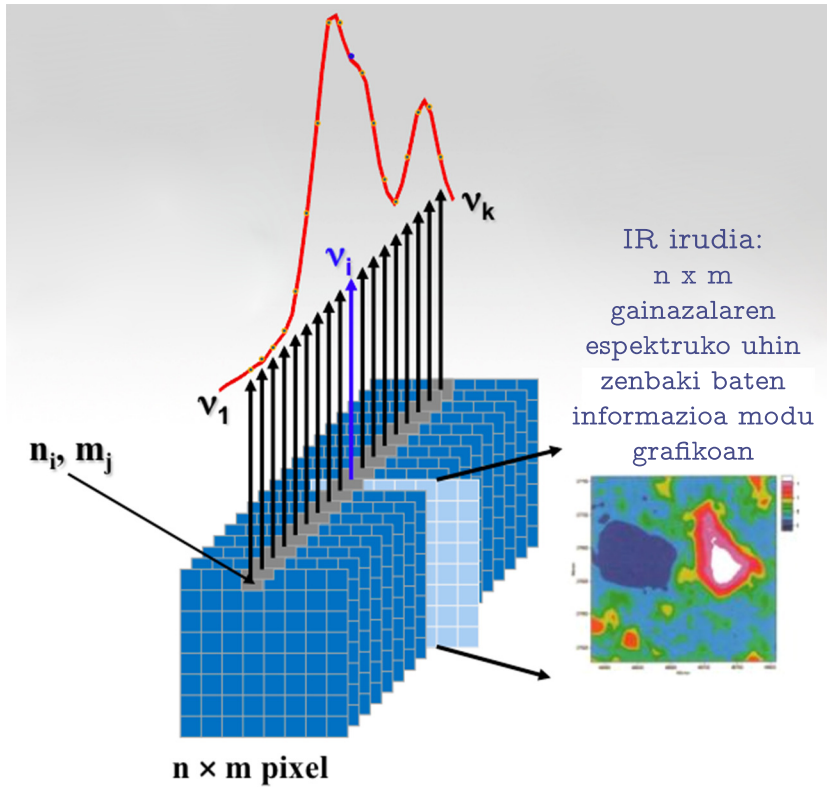 νk
νi
ν1
ni, mj
IR irudia:
n x m
gainazalaren
espektruko uhin
zenbaki baten
informazioa modu
grafikoan
n × m pixel